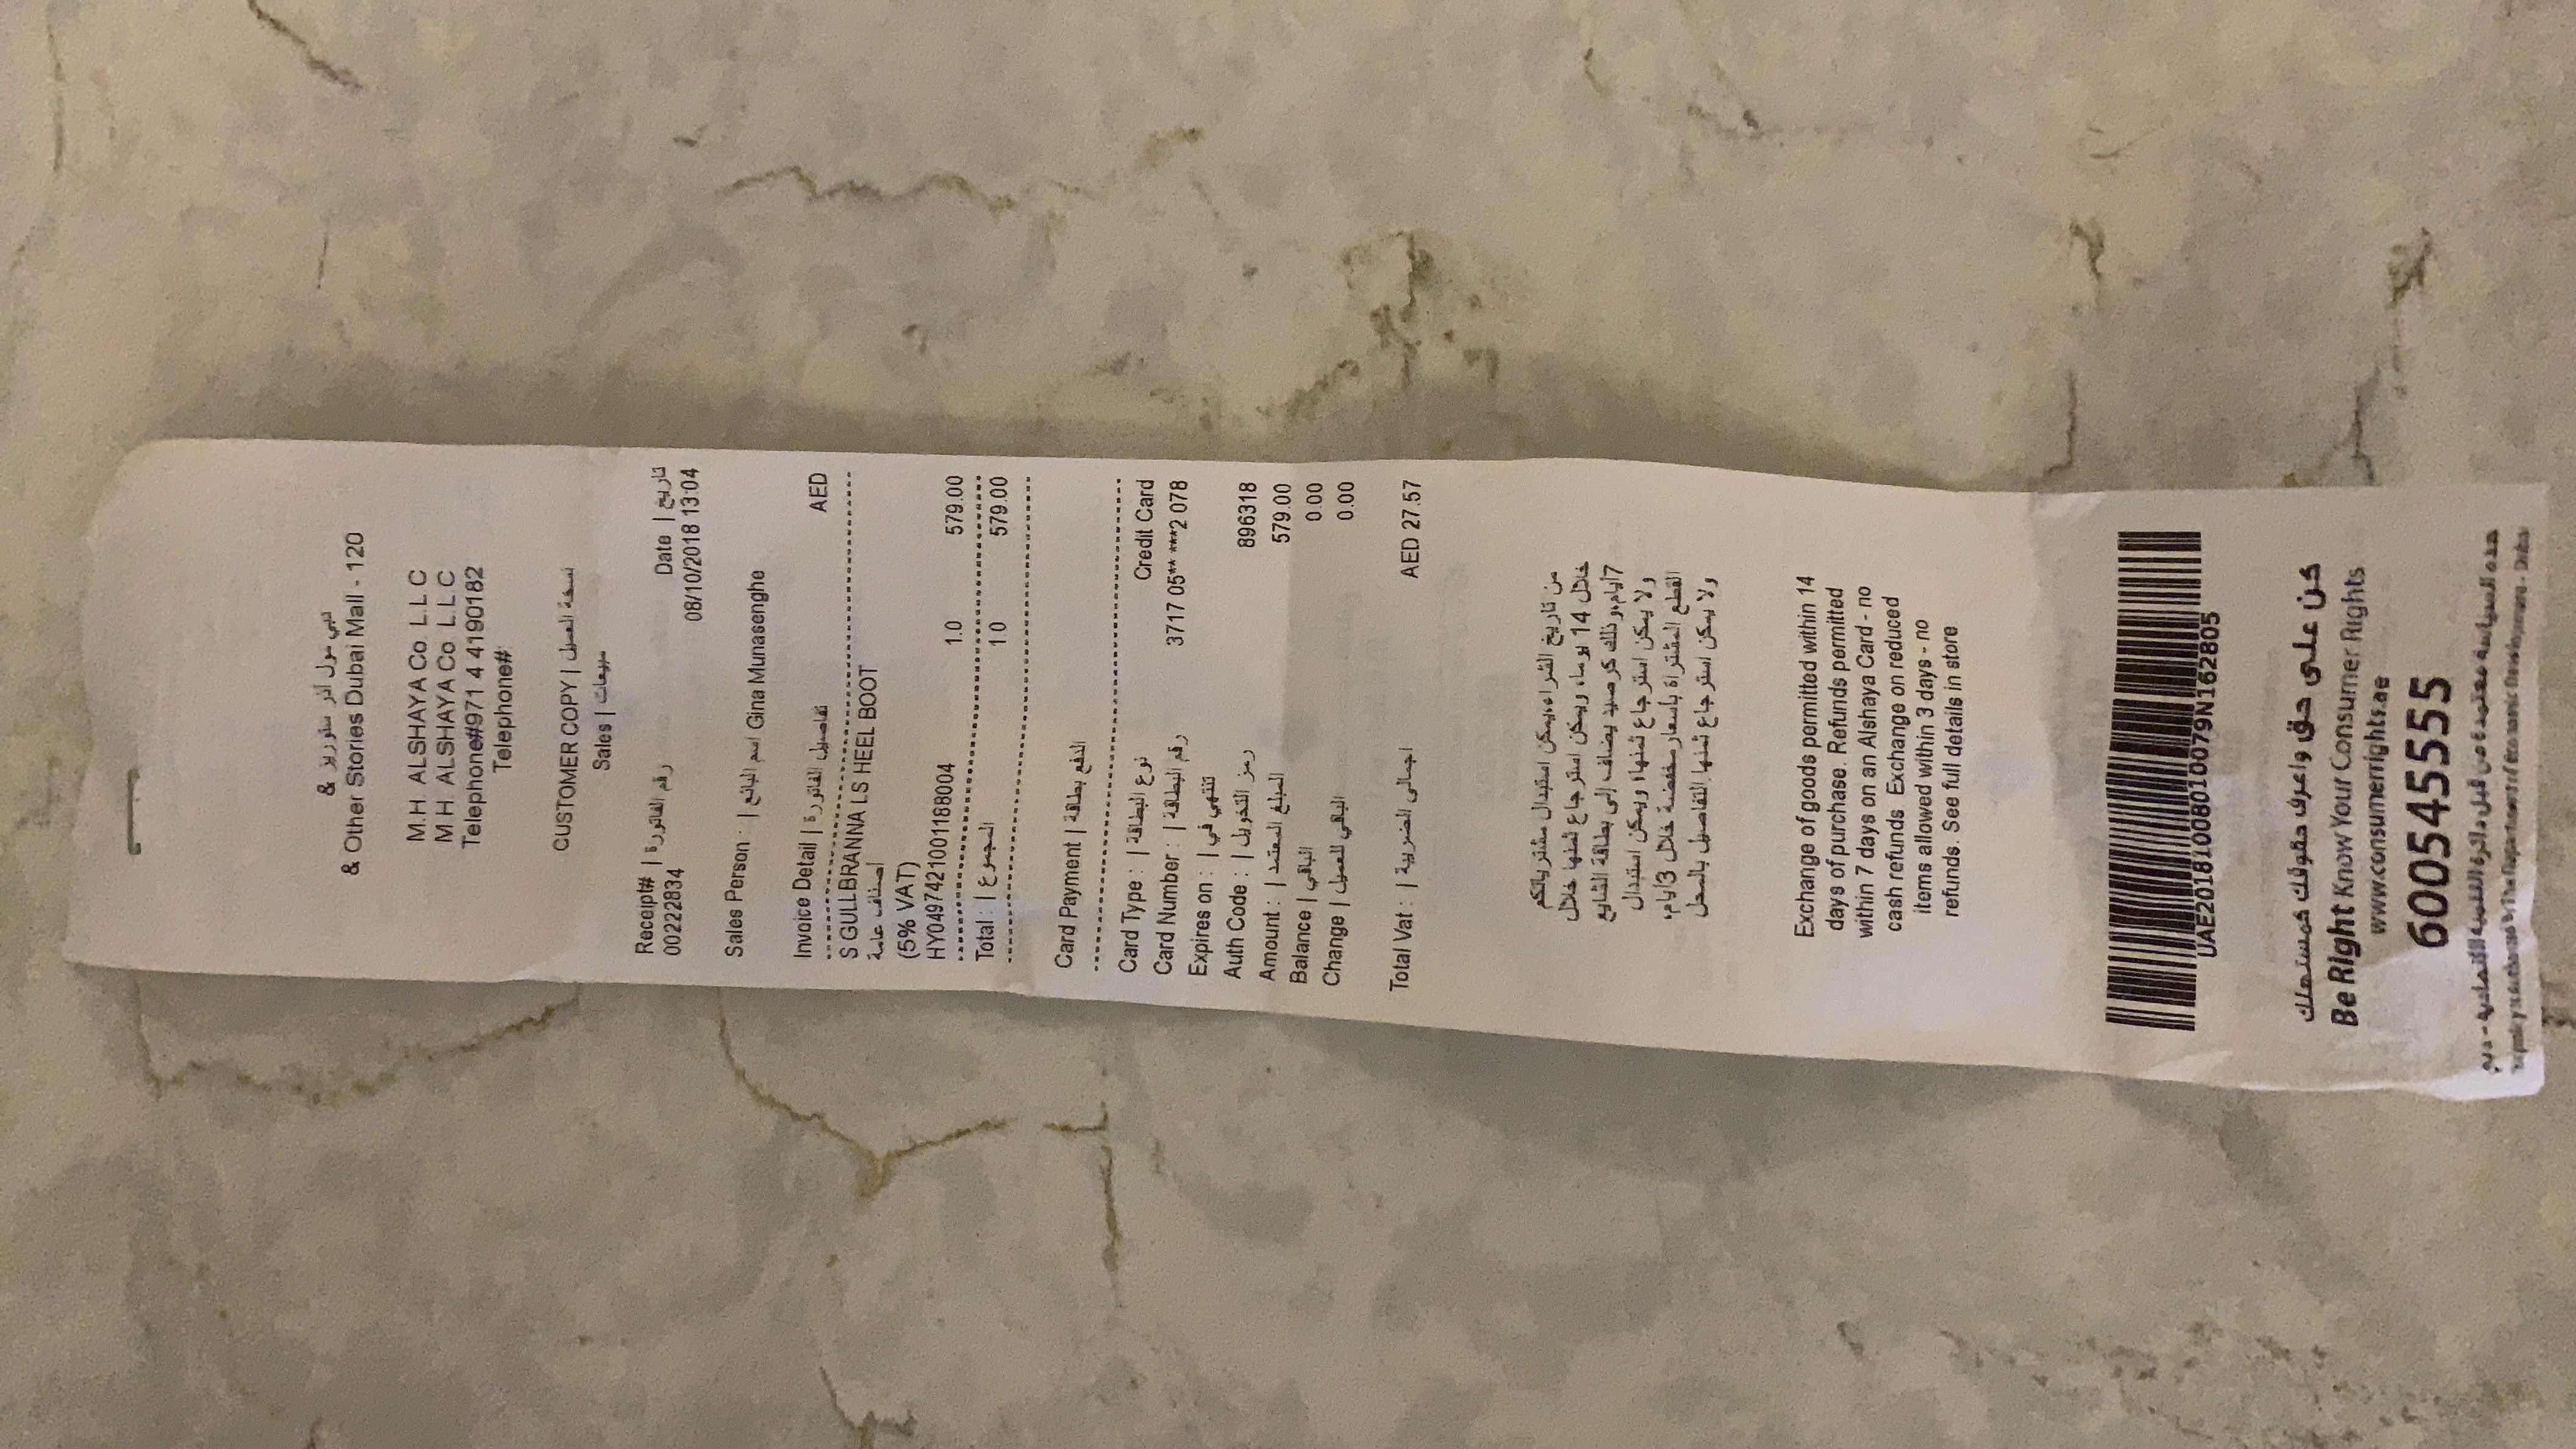 دبي مول أذر ستوريز &
& Other Stories Dubai Mall - 120
M.H. ALSHAYA Co. L.L.C
M H ALSHAYA Co L.L.C
Telephone#971 4 4190182
Telephone#
CUSTOMER COPY | نسخة العميل
Sales | مبيعات
Receipt# | رقم الفاتورة
00222834
Date | تاريخ
08/10/2018 13:04
Sales Person : | اسم البائع Gina Munasenghe
Invoice Detail | تفاصيل الفاتورة AED
S GULLBRANNA LS HEEL BOOT
أصناف عامة
(5% VAT)
HY0497421001188004 1.0 579.00
Total : | المجموع 1 0 579.00
Card Payment | الدفع بطاقة
Card Type : | نوع البطاقة Credit Card
Card Number : | رقم البطاقة 3717 05** ***2 078
Expires on : | تنتهي في
Auth Code : | رمز التخويل 896318
Amount : | المبلغ المعتمد 579.00
Balance | الباقي 0.00
Change | الباقي للعميل 0.00
Total Vat : | اجمالى الضريبة AED 27.57
من تاريخ الشراء،يمكن استبدال مشترياتكم
خلال 14 يوما، ويمكن استرجاع ثمنها خلال
7أيام،وذلك كرصيد يضاف إلى بطاقة الشايع
ولا يمكن استرجاع ثمنها؛ ويمكن استبدال
القطع المشتراة بأسعار مخفضة خلال 3أيام،
ولا يمكن استرجاع ثمنها.التفاصيل بالمحل
Exchange of goods permitted within 14
days of purchase. Refunds permitted
within 7 days on an Alshaya Card - no
cash refunds. Exchange on reduced
items allowed within 3 days - no
refunds. See full details in store
UAE20181008010079N162805
كن على حق واعرف حقوقك كمستهلك
Be Right Know Your Consumer Rights
www.consumerrights.ae
600545555
هذه السياسة معتمدة من قبل دائرة التنمية الاقتصادية - دبي
policy is Authorized By The Department of Economic Development - Dubai